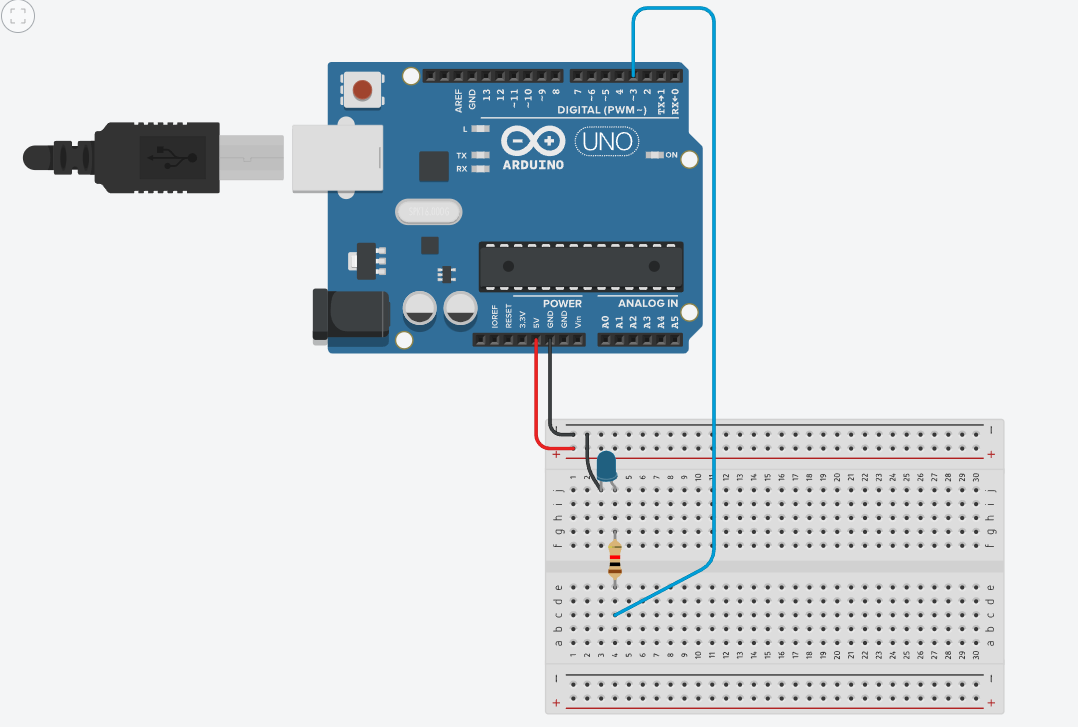 AREF GND 13 12 ~11 ~10 ~9 8 7 ~6 ~5 4 ~3 2 TX→1 RX←0
DIGITAL (PWM~)
L
TX
RX
ARDUINO
UNO
ON
POWER
ANALOG IN
IOREF RESET 3.3V 5V GND GND Vin A0 A1 A2 A3 A4 A5
− −
+ +
1 2 3 4 5 6 7 8 9 10 11 12 13 14 15 16 17 18 19 20 21 22 23 24 25 26 27 28 29 30
j j
i i
h h
g g
f f
e e
d d
c c
b b
a a
1 2 3 4 5 6 7 8 9 10 11 12 13 14 15 16 17 18 19 20 21 22 23 24 25 26 27 28 29 30
− −
+ +